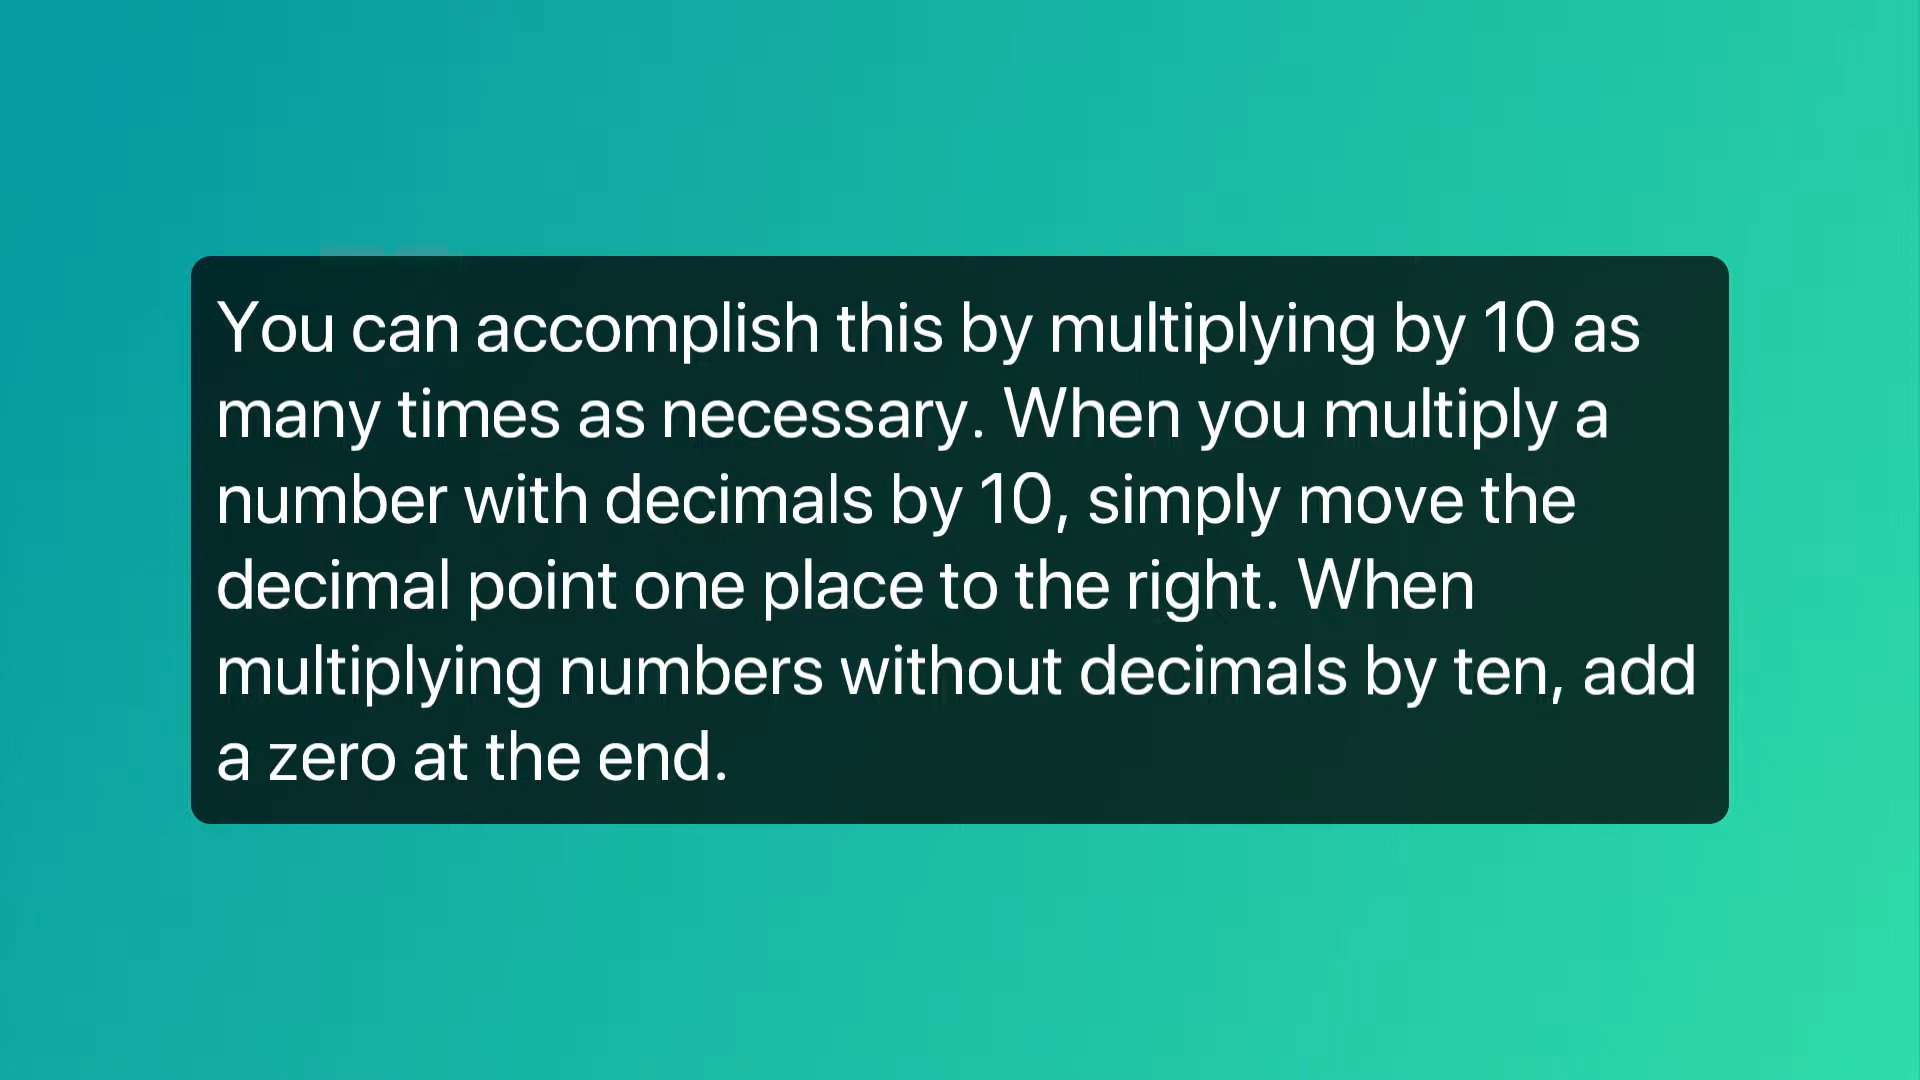 You can accomplish this by multiplying by 10 as
many times as necessary. When you multiply a
number with decimals by 10, simply move the
decimal point one place to the right. When
multiplying numbers without decimals by ten, add
a zero at the end.